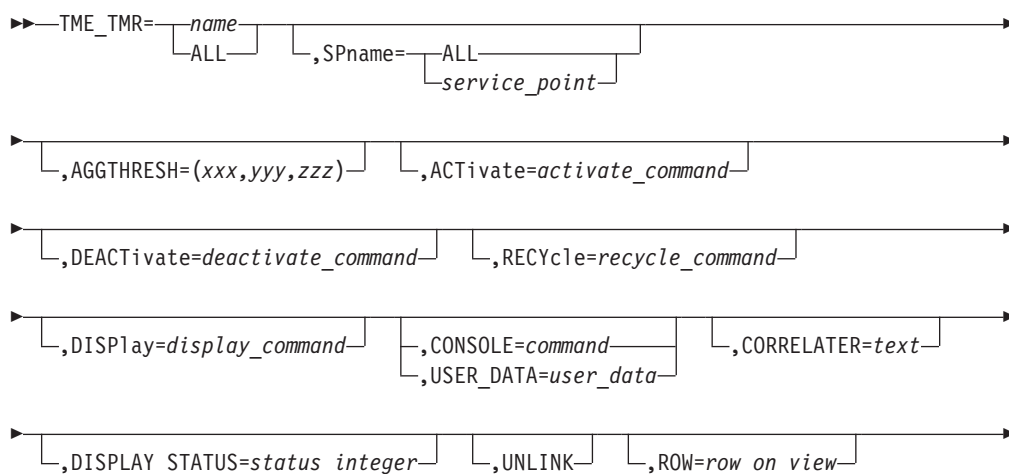 TME_TMR= name
ALL
,SPname= ALL
service_point
,AGGTHRESH=(xxx,yyy,zzz)
,ACTivate=activate_command
,DEACTivate=deactivate_command
,RECYcle=recycle_command
,DISPlay=display_command
,CONSOLE=command
,USER_DATA=user_data
,CORRELATER=text
,DISPLAY STATUS=status integer
,UNLINK
,ROW=row on view